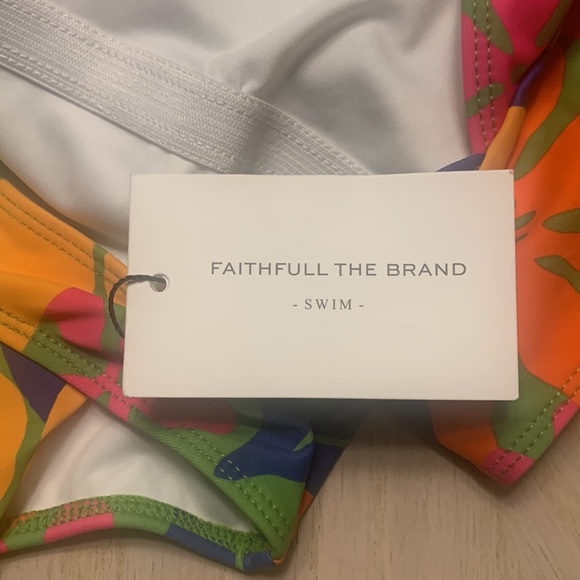 FAITHFULL THE BRAND
- SWIM -